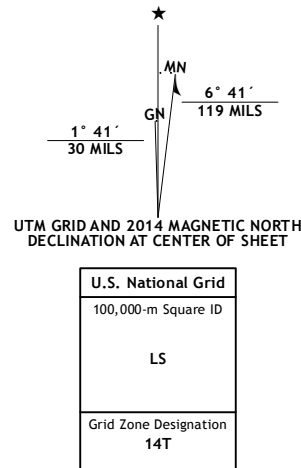 MN
GN
6° 41´
119 MILS
1° 41´
30 MILS
UTM GRID AND 2014 MAGNETIC NORTH
DECLINATION AT CENTER OF SHEET
U.S. National Grid
100,000-m Square ID
LS
Grid Zone Designation
14T